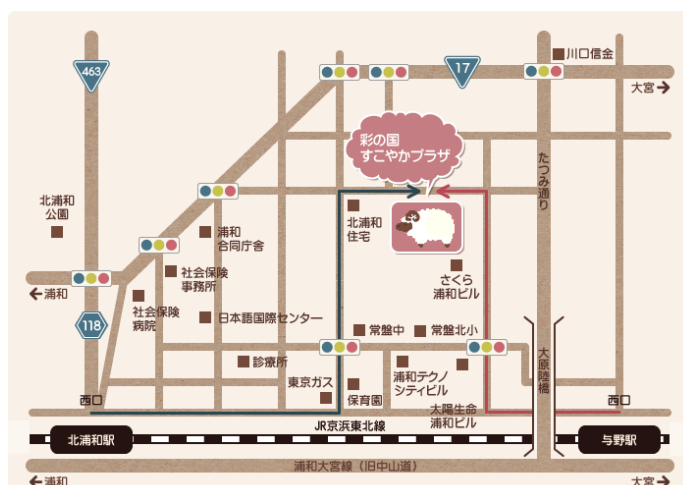 463
17
川口信金
大宮→
彩の国
すこやかプラザ
たつみ通り
北浦和
公園
北浦和
住宅
浦和
合同庁舎
社会保険
事務所
さくら
浦和ビル
←浦和
社会保険
病院
日本語国際センター
118
常盤中
常盤北小
大原陸橋
診療所
浦和テクノ
シティビル
東京ガス
保育園
西口
太陽生命
浦和ビル
西口
JR京浜東北線
北浦和駅
与野駅
浦和大宮線（旧中山道）
←浦和
大宮→